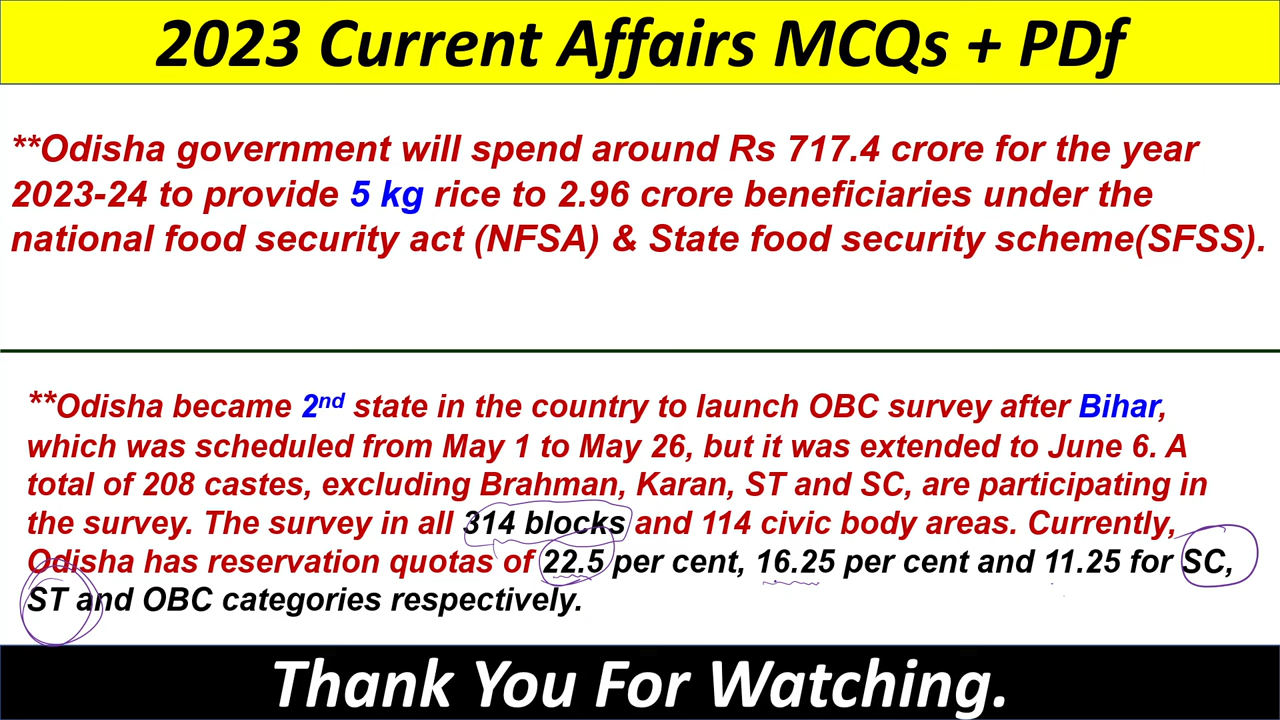 2023 Current Affairs MCQs + PDf
**Odisha government will spend around Rs 717.4 crore for the year
2023-24 to provide 5 kg rice to 2.96 crore beneficiaries under the
national food security act (NFSA) & State food security scheme(SFSS).
**Odisha became 2nd state in the country to launch OBC survey after Bihar,
which was scheduled from May 1 to May 26, but it was extended to June 6. A
total of 208 castes, excluding Brahman, Karan, ST and SC, are participating in
the survey. The survey in all 314 blocks and 114 civic body areas. Currently,
Odisha has reservation quotas of 22.5 per cent, 16.25 per cent and 11.25 for SC,
ST and OBC categories respectively.
Thank You For Watching.